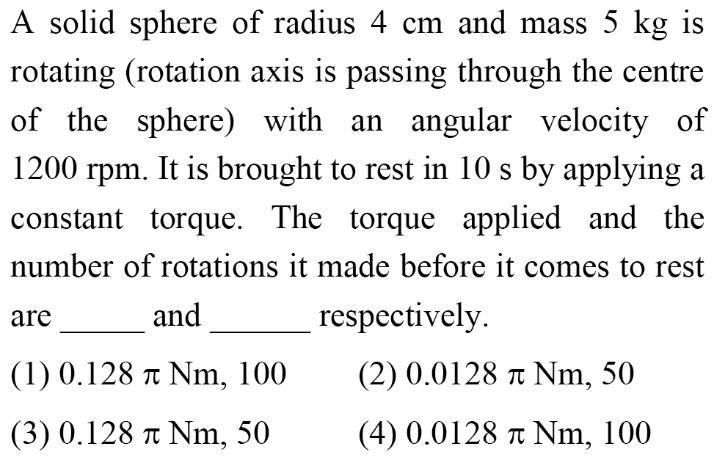 A solid sphere of radius 4 cm and mass 5 kg is
rotating (rotation axis is passing through the centre
of the sphere) with an angular velocity of
1200 rpm. It is brought to rest in 10 s by applying a
constant torque. The torque applied and the
number of rotations it made before it comes to rest
are _____ and ______ respectively.
(1) 0.128 π Nm, 100 (2) 0.0128 π Nm, 50
(3) 0.128 π Nm, 50 (4) 0.0128 π Nm, 100